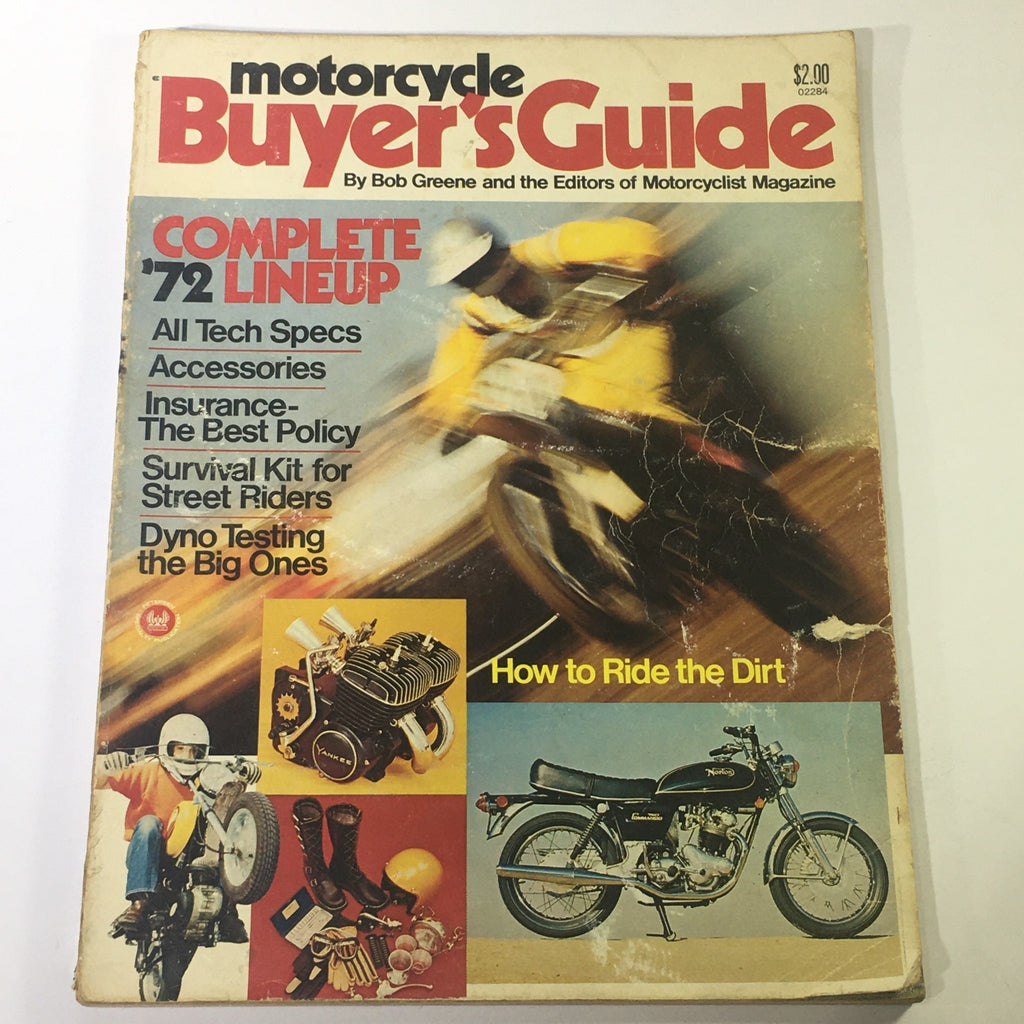 motorcycle
$2.00
02284
Buyer'sGuide
By Bob Greene and the Editors of Motorcyclist Magazine
COMPLETE
'72 LINEUP
All Tech Specs
Accessories
Insurance-
The Best Policy
Survival Kit for
Street Riders
Dyno Testing
the Big Ones
How to Ride the Dirt
YANKEE
Norton
COMMANDO